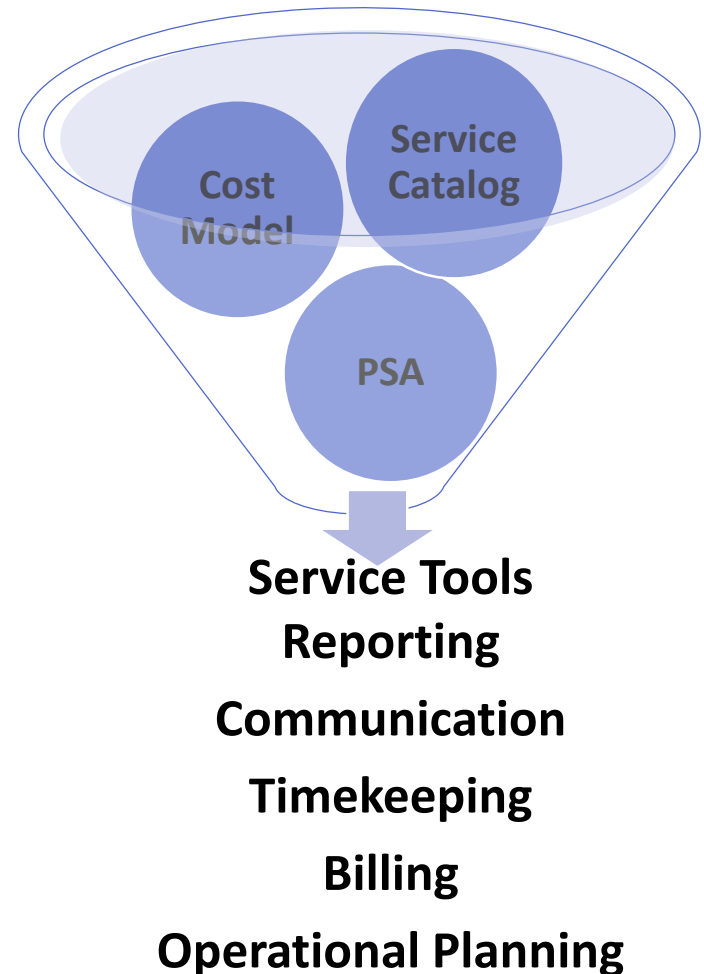 Service
Catalog
Cost
Model
PSA
Service Tools
Reporting
Communication
Timekeeping
Billing
Operational Planning